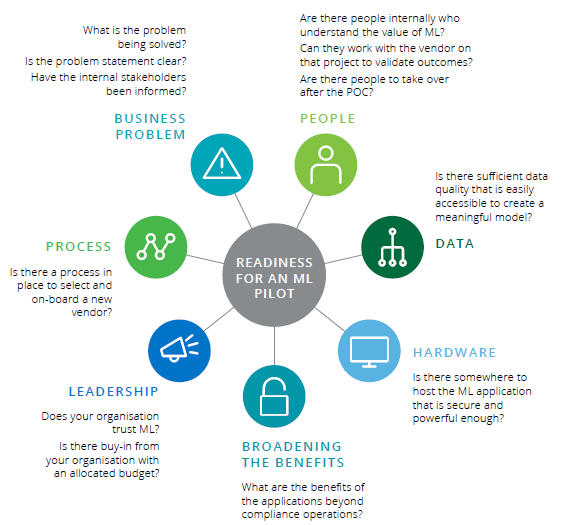 What is the problem
being solved?
Is the problem statement clear?
Have the internal stakeholders
been informed?
BUSINESS
PROBLEM
Are there people internally who
understand the value of ML?
Can they work with the vendor on
that project to validate outcomes?
Are there people to take over
after the POC?
PEOPLE
Is there sufficient data
quality that is easily
accessible to create a
meaningful model?
DATA
PROCESS
Is there a process in
place to select and
on-board a new
vendor?
READINESS
FOR AN ML
PILOT
HARDWARE
Is there somewhere to
host the ML application
that is secure and
powerful enough?
LEADERSHIP
Does your organisation
trust ML?
Is there buy-in from
your organisation with
an allocated budget?
BROADENING
THE BENEFITS
What are the benefits of
the applications beyond
compliance operations?